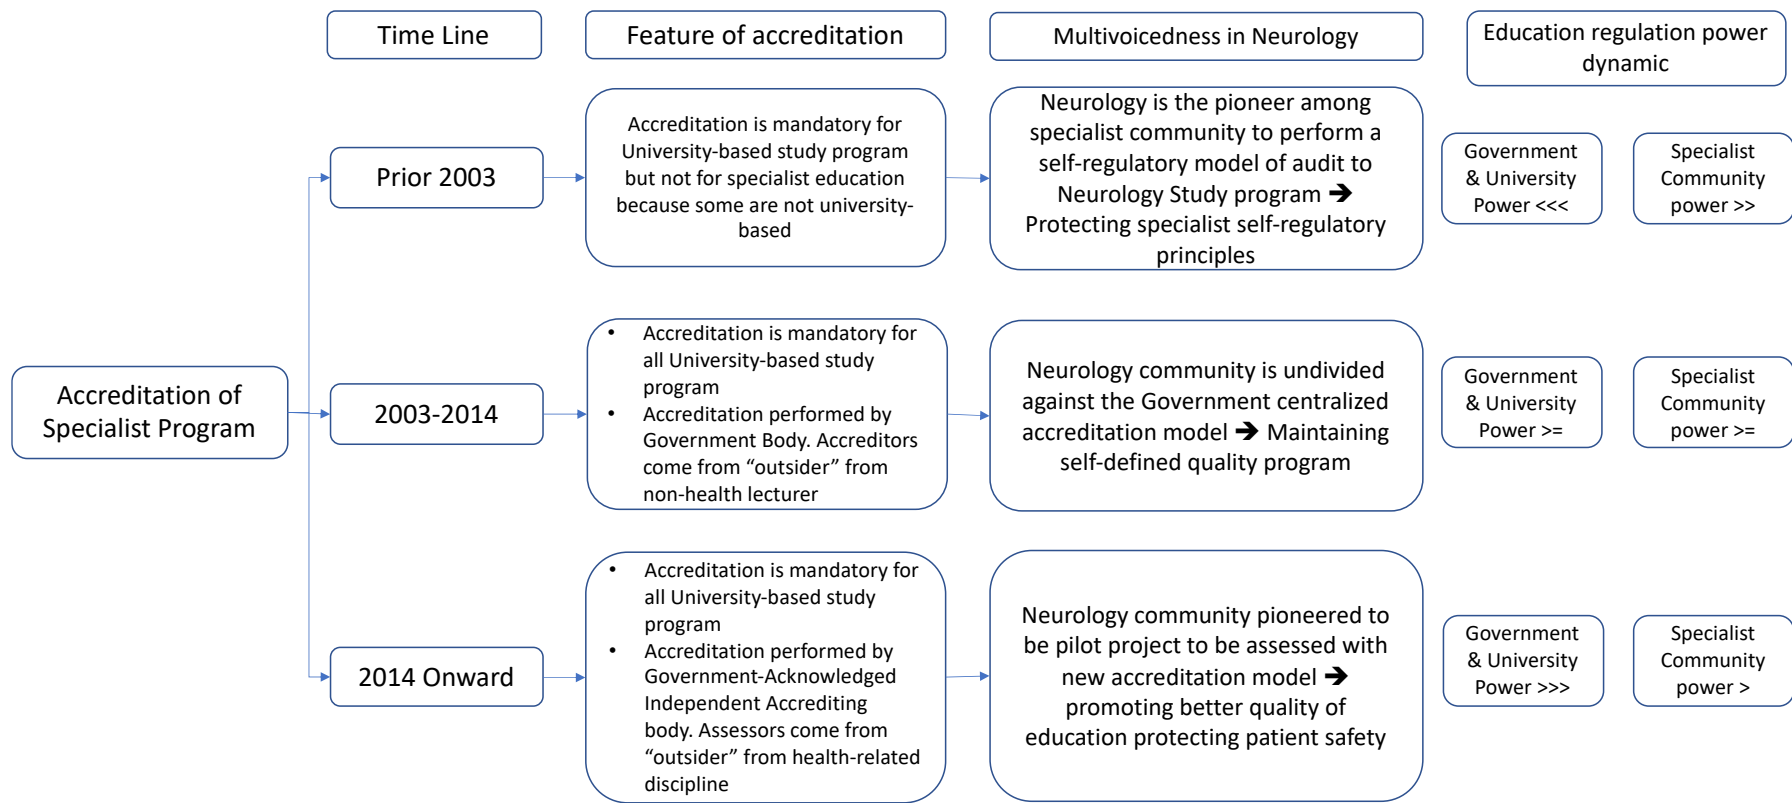 Time Line
Feature of accreditation
Multivoicedness in Neurology
Education regulation power
dynamic
Accreditation of
Specialist Program
Prior 2003
Accreditation is mandatory for
University-based study program
but not for specialist education
because some are not university-
based
Neurology is the pioneer among
specialist community to perform a
self-regulatory model of audit to
Neurology Study program ➔
Protecting specialist self-regulatory
principles
Government
& University
Power <<<
Specialist
Community
power >>
2003-2014
• Accreditation is mandatory for
all University-based study
program
• Accreditation performed by
Government Body. Accreditors
come from “outsider” from
non-health lecturer
Neurology community is undivided
against the Government centralized
accreditation model ➔ Maintaining
self-defined quality program
Government
& University
Power >=
Specialist
Community
power >=
2014 Onward
• Accreditation is mandatory for
all University-based study
program
• Accreditation performed by
Government-Acknowledged
Independent Accrediting
body. Assessors come from
“outsider” from health-related
discipline
Neurology community pioneered to
be pilot project to be assessed with
new accreditation model ➔
promoting better quality of
education protecting patient safety
Government
& University
Power >>>
Specialist
Community
power >